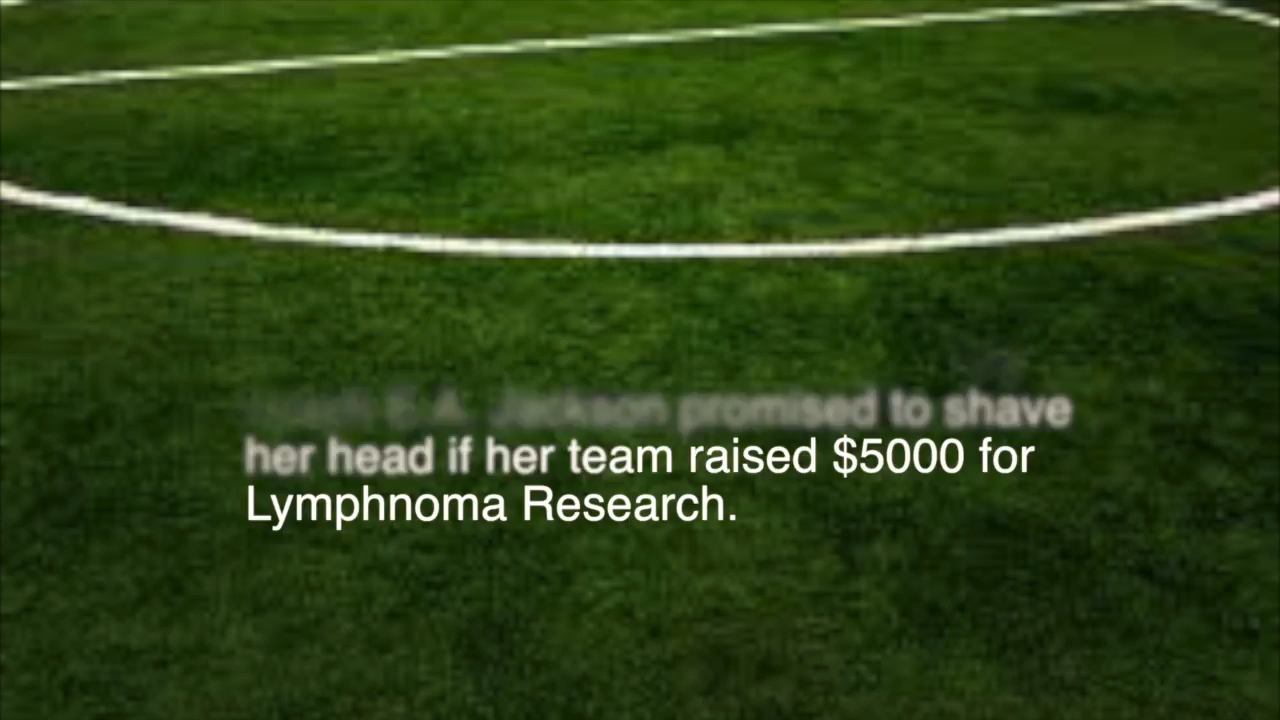 Jackson promised to shave
her head if her team raised $5000 for
Lymphnoma Research.